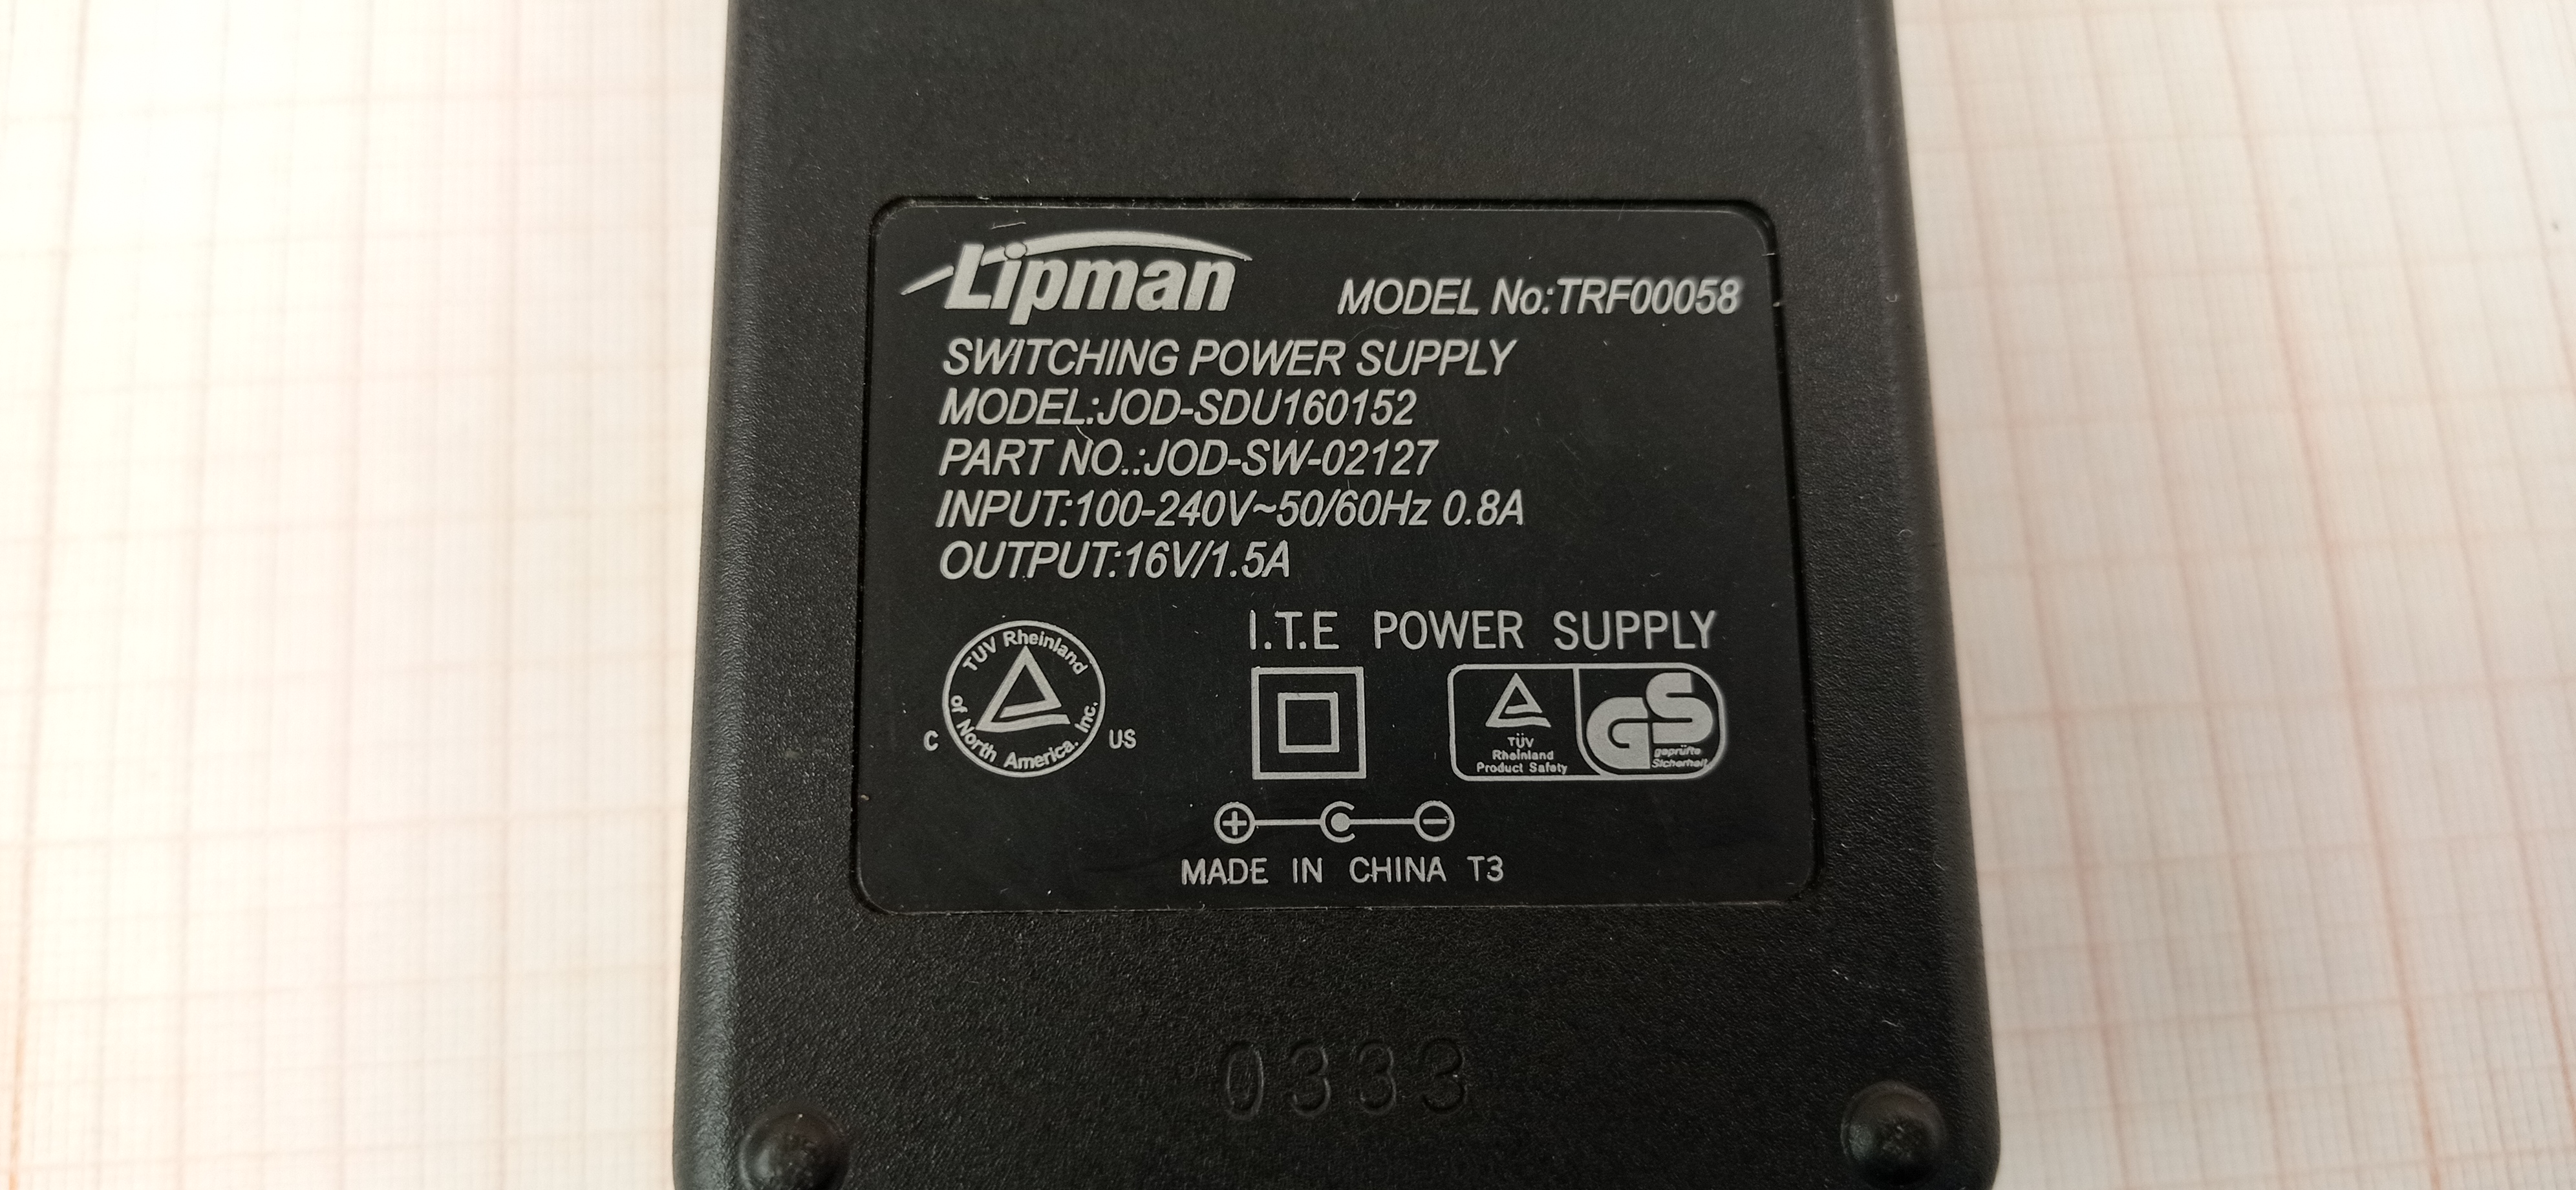 Lipman MODEL No:TRF00058
SWITCHING POWER SUPPLY
MODEL:JOD-SDU160152
PART NO.:JOD-SW-02127
INPUT:100-240V~50/60Hz 0.8A
OUTPUT:16V/1.5A
I.T.E POWER SUPPLY
TUV Rheinland
of North America, Inc.
C US
TÜV
Rheinland
Product Safety
GS
geprüfte
Sicherheit
MADE IN CHINA T3
0333